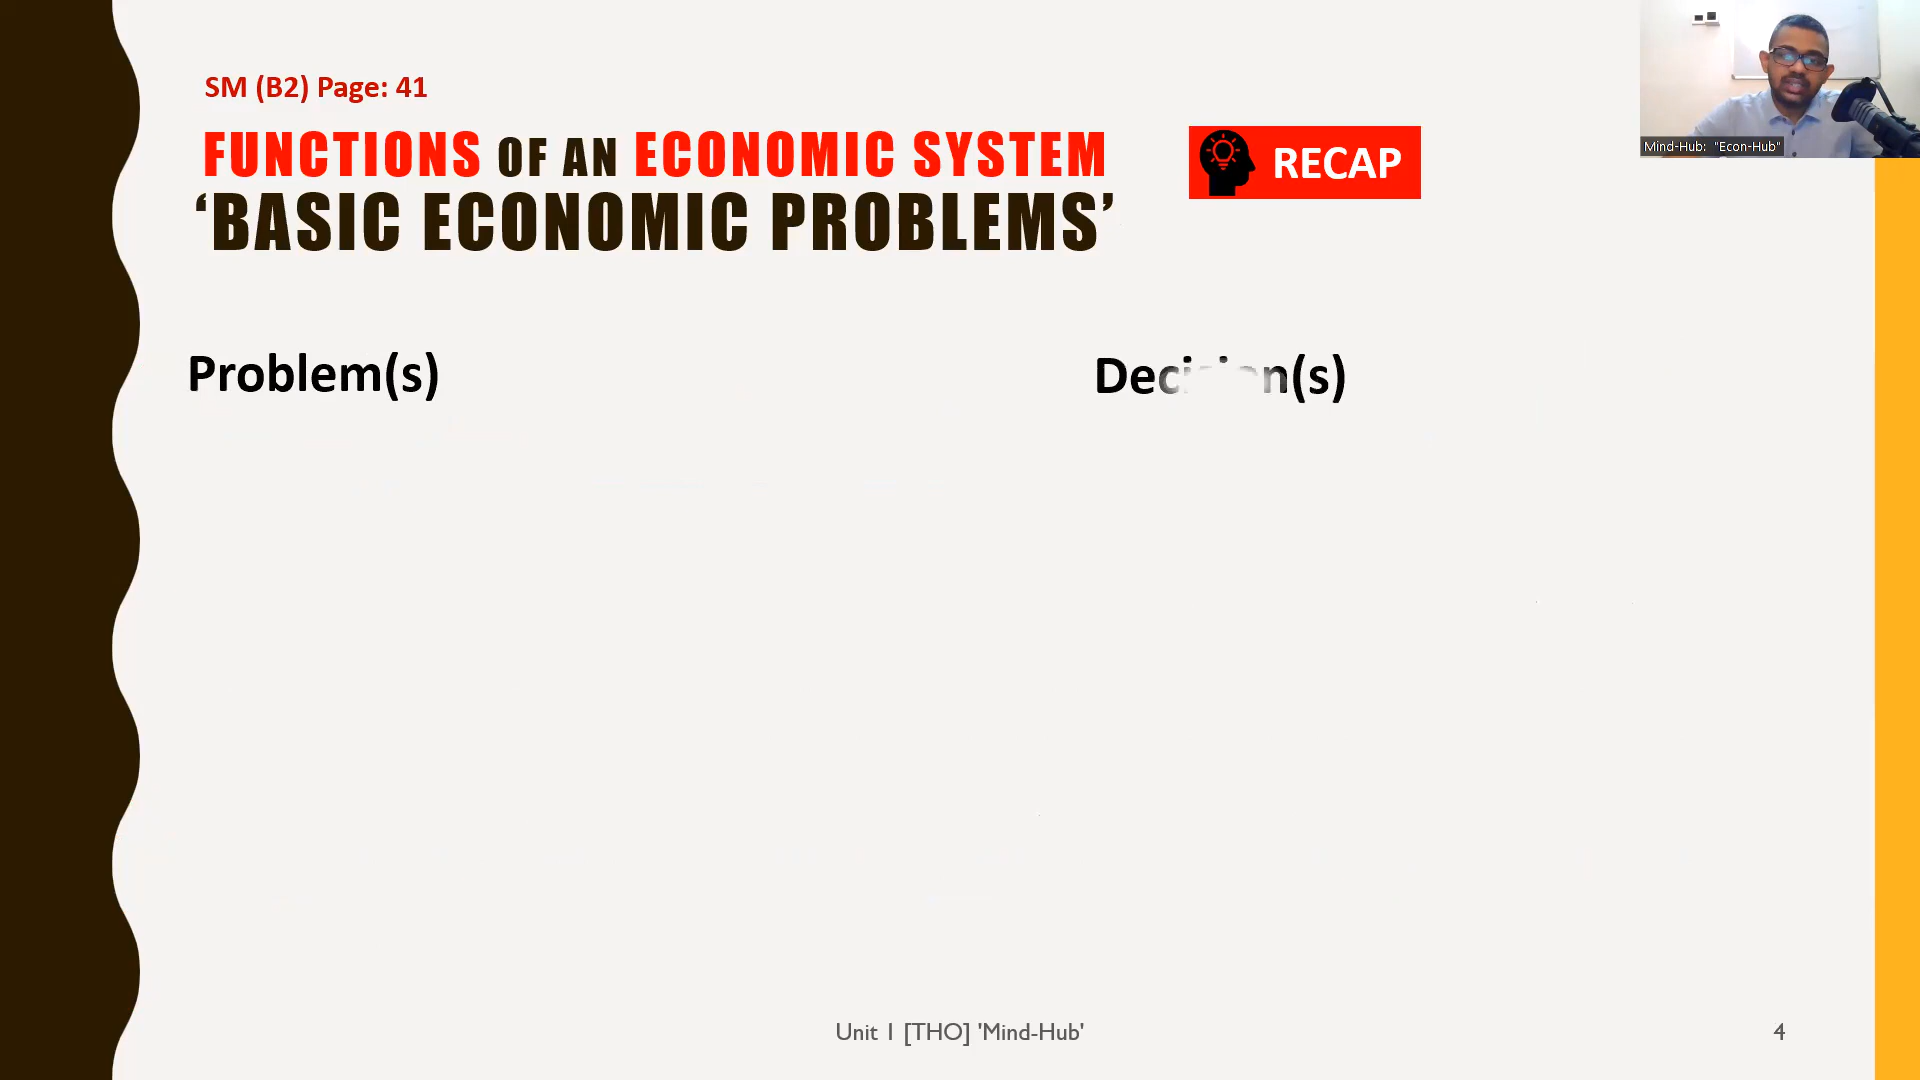 SM (B2) Page: 41
FUNCTIONS OF AN ECONOMIC SYSTEM
‘BASIC ECONOMIC PROBLEMS’
RECAP
Mind-Hub: "Econ-Hub"
Problem(s)
Decision(s)
Unit 1 [THO] 'Mind-Hub'
4